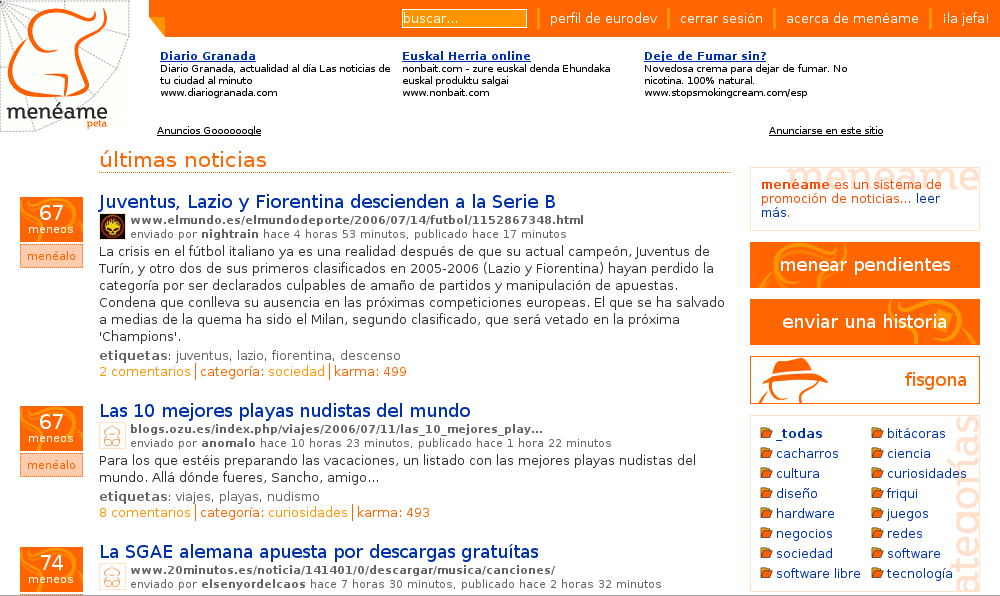 buscar...
perfil de eurodev
cerrar sesión
acerca de menéame
¡la jefa!
menéame
peta
Diario Granada
Diario Granada, actualidad al día Las noticias de
tu ciudad al minuto
www.diariogranada.com
Euskal Herria online
nonbait.com - zure euskal denda Ehundaka
euskal produktu salgai
www.nonbait.com
Deje de Fumar sin?
Novedosa crema para dejar de fumar. No
nicotina. 100% natural.
www.stopsmokingcream.com/esp
Anuncios Goooooogle
Anunciarse en este sitio
últimas noticias
67
meneos
menéalo
Juventus, Lazio y Fiorentina descienden a la Serie B
www.elmundo.es/elmundodeporte/2006/07/14/futbol/1152867348.html
enviado por nightrain hace 4 horas 53 minutos, publicado hace 17 minutos
La crisis en el fútbol italiano ya es una realidad después de que su actual campeón, Juventus de
Turín, y otro dos de sus primeros clasificados en 2005-2006 (Lazio y Fiorentina) hayan perdido la
categoría por ser declarados culpables de amaño de partidos y manipulación de apuestas.
Condena que conlleva su ausencia en las próximas competiciones europeas. El que se ha salvado
a medias de la quema ha sido el Milan, segundo clasificado, que será vetado en la próxima
'Champions'.
etiquetas: juventus, lazio, fiorentina, descenso
2 comentarios | categoría: sociedad | karma: 499
67
meneos
menéalo
Las 10 mejores playas nudistas del mundo
blogs.ozu.es/index.php/viajes/2006/07/11/las_10_mejores_play...
enviado por anomalo hace 10 horas 23 minutos, publicado hace 1 hora 22 minutos
Para los que estéis preparando las vacaciones, un listado con las mejores playas nudistas del
mundo. Allá dónde fueres, Sancho, amigo...
etiquetas: viajes, playas, nudismo
8 comentarios | categoría: curiosidades | karma: 493
74
meneos
La SGAE alemana apuesta por descargas gratuítas
www.20minutos.es/noticia/141401/0/descargar/musica/canciones/
enviado por elsenyordelcaos hace 7 horas 30 minutos, publicado hace 2 horas 32 minutos
menéame
menéame es un sistema de
promoción de noticias... leer
más.
menear pendientes
enviar una historia
fisgona
ategorías
_todas
bitácoras
cacharros
ciencia
cultura
curiosidades
diseño
friqui
hardware
juegos
negocios
redes
sociedad
software
software libre
tecnología